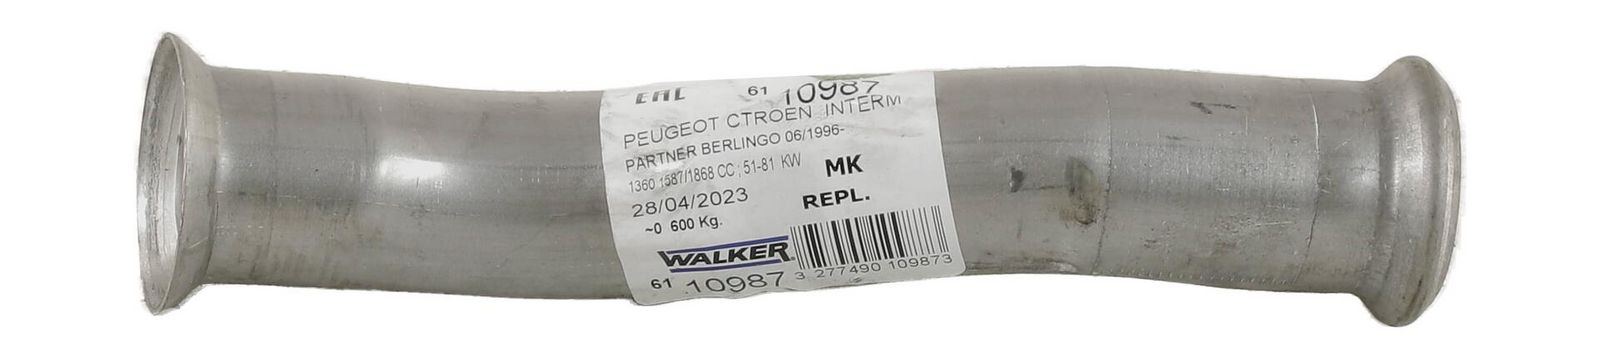 EAC 61 10987
PEUGEOT CTROEN INTERM
PARTNER BERLINGO 06/1996-
1360 1587/1868 CC ; 51-81 KW MK
28/04/2023 REPL.
~0 600 Kg.
WALKER
3 277490 109873
61 10987